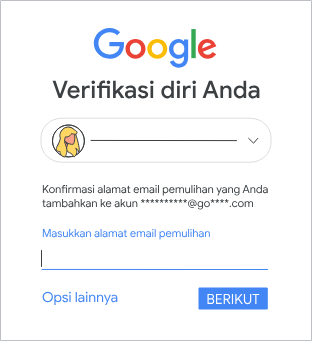 Google
Verifikasi diri Anda
Konfirmasi alamat email pemulihan yang Anda
tambahkan ke akun **********@go****.com
Masukkan alamat email pemulihan
Opsi lainnya
BERIKUT